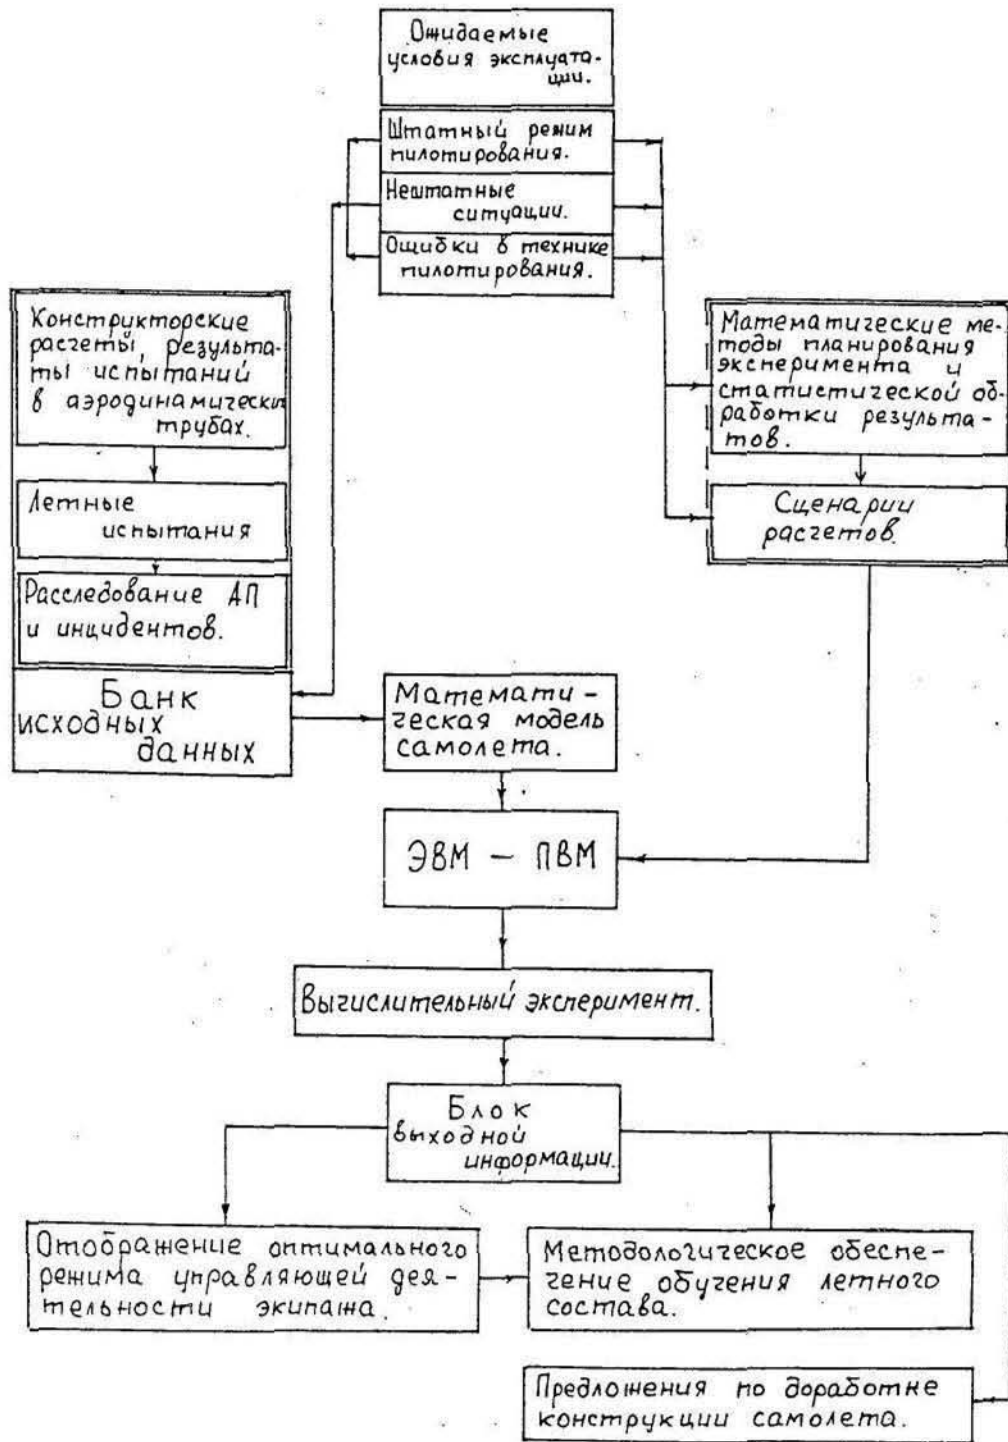 Ожидаемые
условия эксплуата-
ции.
Штатный режим
пилотирования.
Нештатные
ситуации.
Ошибки в технике
пилотирования.
Конструкторские
расчеты, результа-
ты испытаний
в аэродинамически
трубах.
Летные
испытания
Расследование АП
и инцидентов.
Банк
исходных
данных
Математические ме-
тоды планирования
эксперимента и
статистической об-
работки результа-
тов.
Сценарии
расчетов.
Математи-
ческая модель
самолета.
ЭВМ - ПВМ
Вычислительный эксперимент.
Блок
выходной
информации.
Отображение оптимального
режима управляющей дея-
тельности экипажа.
Методологическое обеспе-
чение обучения летного
состава.
Предложения по доработке
конструкции самолета.